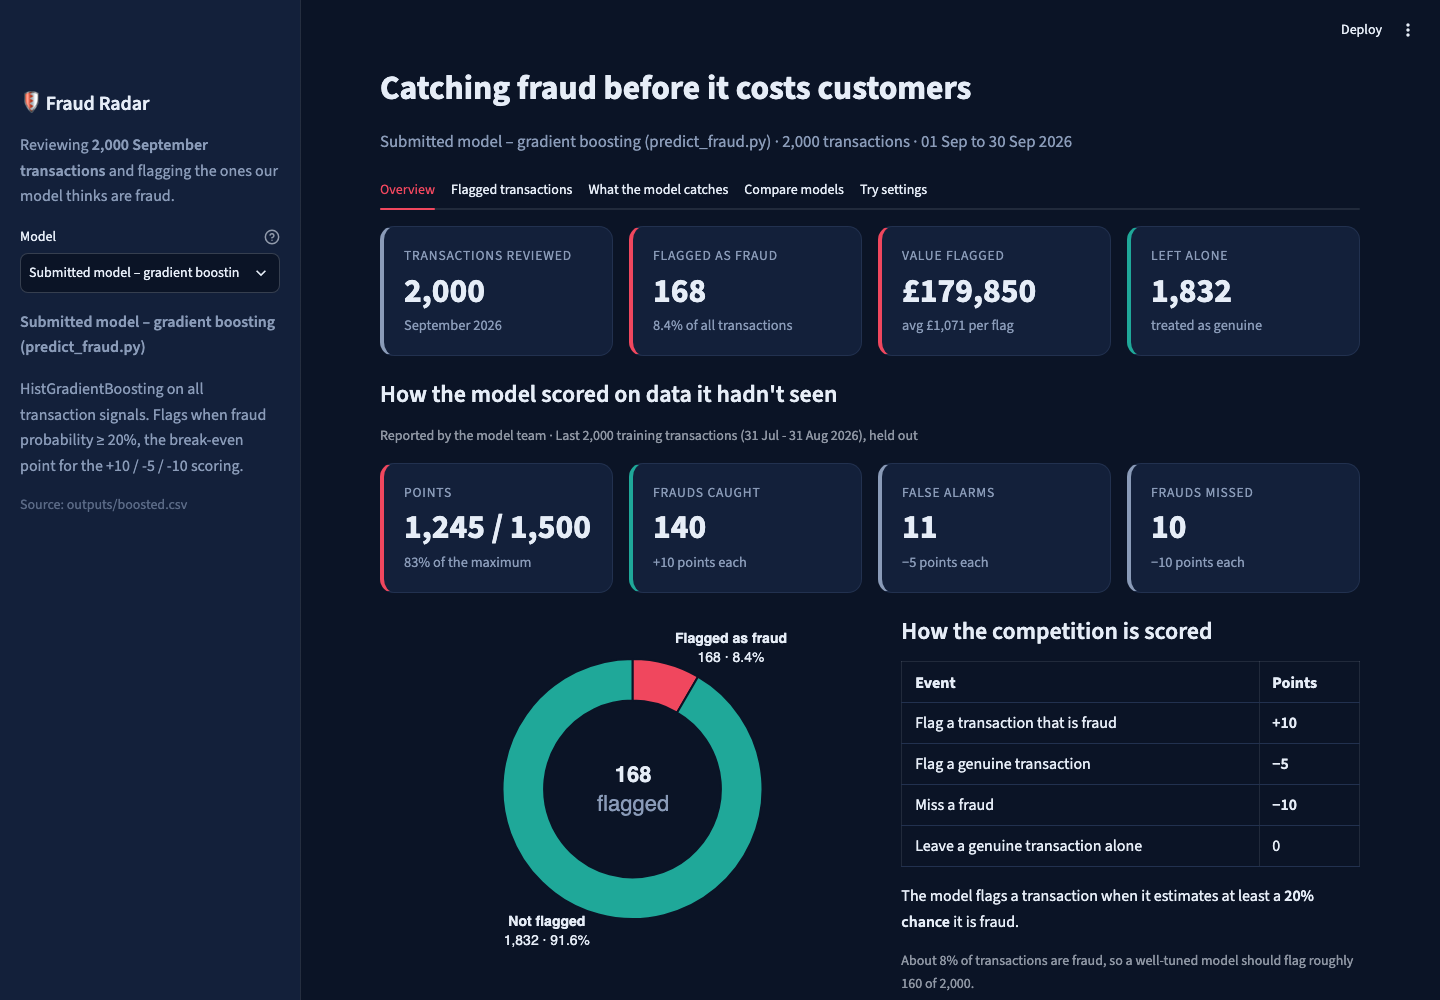 Deploy
Fraud Radar
Reviewing 2,000 September
transactions and flagging the ones our
model thinks are fraud.
Model
Submitted model – gradient boostin
Submitted model – gradient boosting
(predict_fraud.py)
HistGradientBoosting on all
transaction signals. Flags when fraud
probability ≥ 20%, the break-even
point for the +10 / -5 / -10 scoring.
Source: outputs/boosted.csv
Catching fraud before it costs customers
Submitted model – gradient boosting (predict_fraud.py) · 2,000 transactions · 01 Sep to 30 Sep 2026
Overview Flagged transactions What the model catches Compare models Try settings
TRANSACTIONS REVIEWED
2,000
September 2026
FLAGGED AS FRAUD
168
8.4% of all transactions
VALUE FLAGGED
£179,850
avg £1,071 per flag
LEFT ALONE
1,832
treated as genuine
How the model scored on data it hadn't seen
Reported by the model team · Last 2,000 training transactions (31 Jul - 31 Aug 2026), held out
POINTS
1,245 / 1,500
83% of the maximum
FRAUDS CAUGHT
140
+10 points each
FALSE ALARMS
11
−5 points each
FRAUDS MISSED
10
−10 points each
Flagged as fraud
168 · 8.4%
168
flagged
Not flagged
1,832 · 91.6%
How the competition is scored
Event Points
Flag a transaction that is fraud +10
Flag a genuine transaction −5
Miss a fraud −10
Leave a genuine transaction alone 0
The model flags a transaction when it estimates at least a 20%
chance it is fraud.
About 8% of transactions are fraud, so a well-tuned model should flag roughly
160 of 2,000.